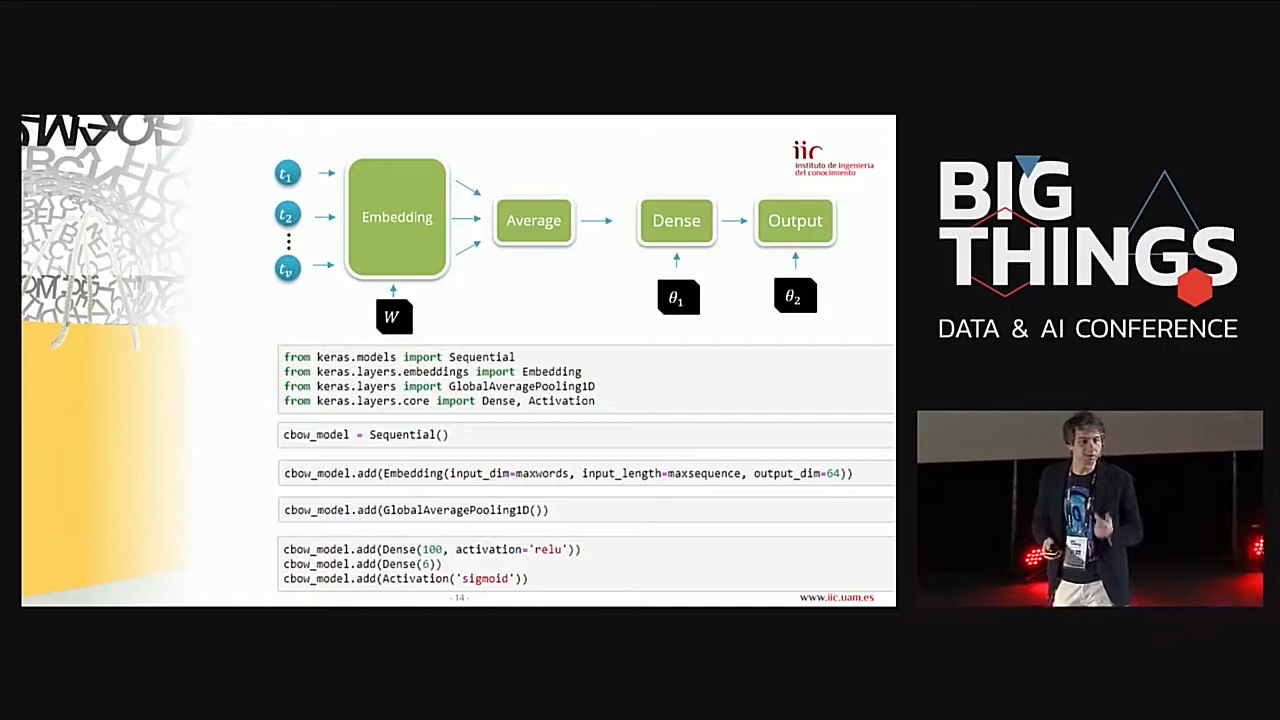 iic
instituto de ingeniería
del conocimiento
t1
t2
tv
Embedding
Average
Dense
Output
W
θ1
θ2
from keras.models import Sequential
from keras.layers.embeddings import Embedding
from keras.layers import GlobalAveragePooling1D
from keras.layers.core import Dense, Activation
cbow_model = Sequential()
cbow_model.add(Embedding(input_dim=maxwords, input_length=maxsequence, output_dim=64))
cbow_model.add(GlobalAveragePooling1D())
cbow_model.add(Dense(100, activation='relu'))
cbow_model.add(Dense(6))
cbow_model.add(Activation('sigmoid'))
- 14 -
www.iic.uam.es
BIG
THINGS
DATA & AI CONFERENCE